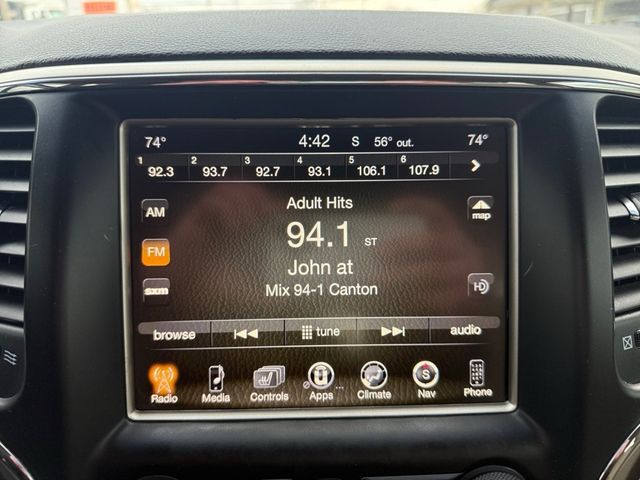 74° 4:42 S 56° out. 74°
1 92.3 2 93.7 3 92.7 4 93.1 5 106.1 6 107.9
Adult Hits
AM
map
94.1 ST
FM
John at
Mix 94-1 Canton
sxm
HD
browse tune audio
Radio Media Controls Apps Climate Nav Phone
S